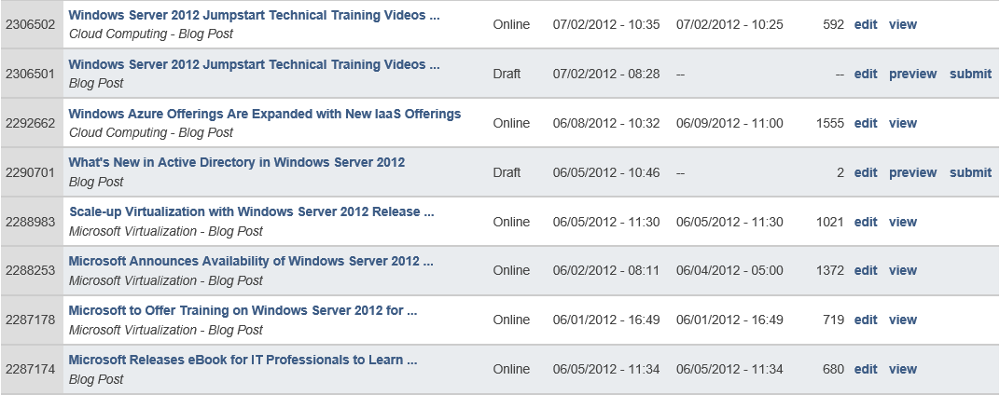 2306502 Windows Server 2012 Jumpstart Technical Training Videos ... Online 07/02/2012 - 10:35 07/02/2012 - 10:25 592 edit view
Cloud Computing - Blog Post
2306501 Windows Server 2012 Jumpstart Technical Training Videos ... Draft 07/02/2012 - 08:28 -- -- edit preview submit
Blog Post
2292662 Windows Azure Offerings Are Expanded with New IaaS Offerings Online 06/08/2012 - 10:32 06/09/2012 - 11:00 1555 edit view
Cloud Computing - Blog Post
2290701 What's New in Active Directory in Windows Server 2012 Draft 06/05/2012 - 10:46 -- 2 edit preview submit
Blog Post
2288983 Scale-up Virtualization with Windows Server 2012 Release ... Online 06/05/2012 - 11:30 06/05/2012 - 11:30 1021 edit view
Microsoft Virtualization - Blog Post
2288253 Microsoft Announces Availability of Windows Server 2012 ... Online 06/02/2012 - 08:11 06/04/2012 - 05:00 1372 edit view
Microsoft Virtualization - Blog Post
2287178 Microsoft to Offer Training on Windows Server 2012 for ... Online 06/01/2012 - 16:49 06/01/2012 - 16:49 719 edit view
Microsoft Virtualization - Blog Post
2287174 Microsoft Releases eBook for IT Professionals to Learn ... Online 06/05/2012 - 11:34 06/05/2012 - 11:34 680 edit view
Blog Post